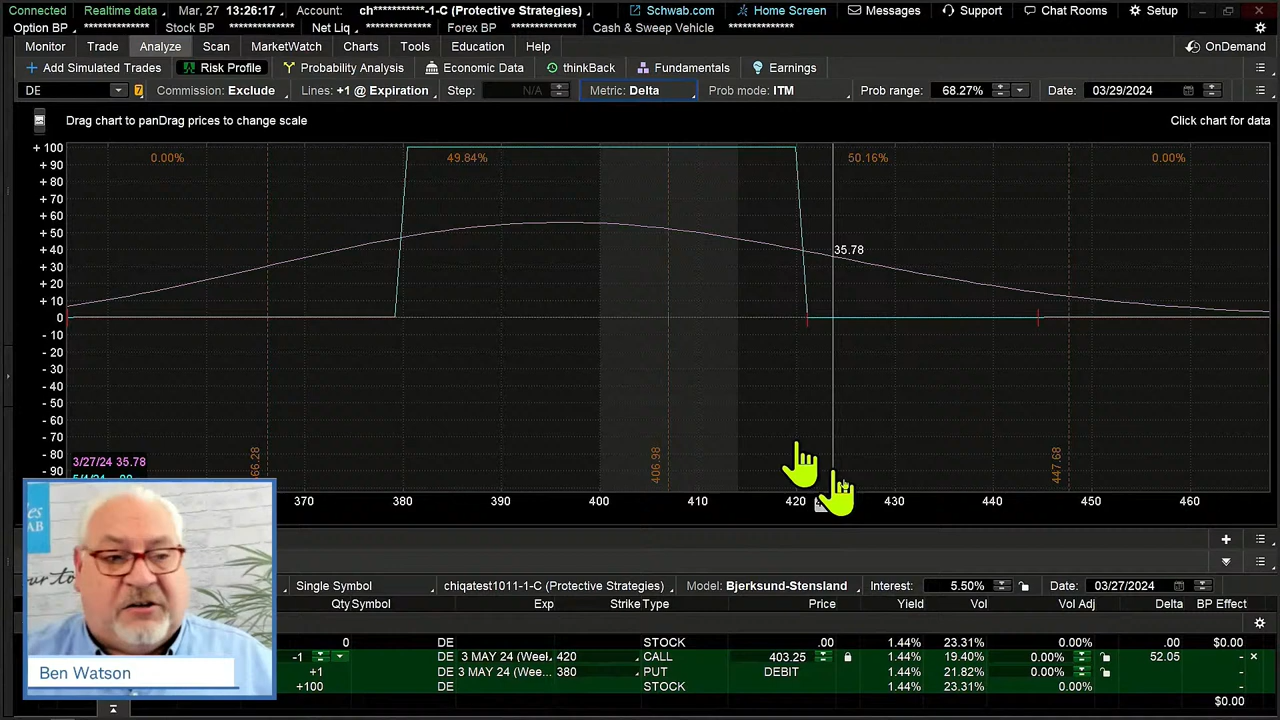 Connected Realtime data Mar. 27 13:26:17 Account: ch**********-1-C (Protective Strategies) Schwab.com Home Screen Messages Support Chat Rooms Setup
Option BP ************** Stock BP ************** Net Liq ************** Forex BP ************** Cash & Sweep Vehicle **************
Monitor Trade Analyze Scan MarketWatch Charts Tools Education Help OnDemand
Add Simulated Trades Risk Profile Probability Analysis Economic Data thinkBack Fundamentals Earnings
DE 7 Commission: Exclude Lines: +1 @ Expiration Step: N/A Metric: Delta Prob mode: ITM Prob range: 68.27% Date: 03/29/2024
Drag chart to panDrag prices to change scale Click chart for data
+ 100
0.00% 49.84% 50.16% 0.00%
+ 90
+ 80
+ 70
+ 60
+ 50
+ 40
35.78
+ 30
+ 20
+ 10
0
- 10
- 20
- 30
- 40
- 50
- 60
- 70
- 80
406.98 447.68
3/27/24 35.78
- 90
370 380 400 410 420 430 440 450 460
Single Symbol chiqatest1011-1-C (Protective Strategies) Model: Bjerksund-Stensland Interest: 5.50% Date: 03/27/2024
Qty Symbol Exp Strike Type Price Yield Vol Vol Adj Delta BP Effect
0 DE STOCK .00 1.44% 23.31% 0.00% .00 $0.00
-1 DE 3 MAY 24 (Week 420 CALL 403.25 1.44% 19.40% 0.00% 52.05 -
+1 DE 3 MAY 24 (Wee... 380 PUT DEBIT 1.44% 21.82% 0.00% -
+100 DE STOCK 1.44% 23.31% 0.00% -
$0.00
Ben Watson